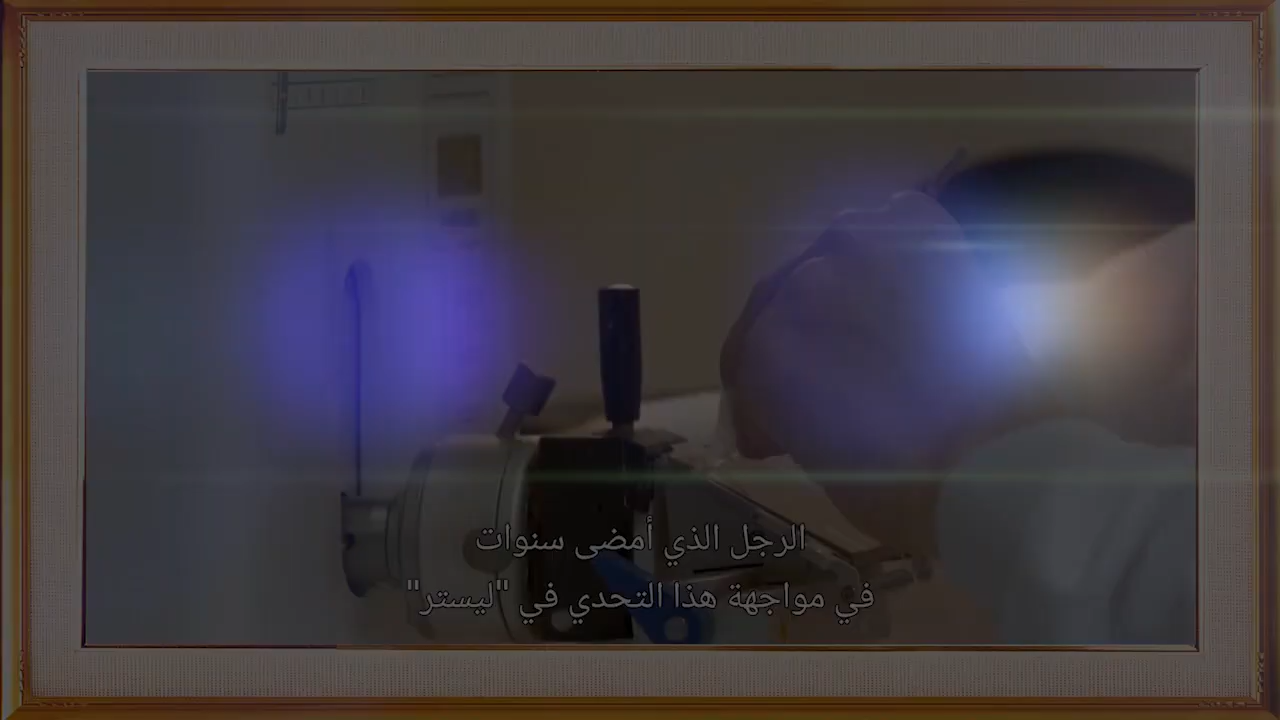 الرجل الذي أمضى سنوات
في مواجهة هذا التحدي في "ليستر"